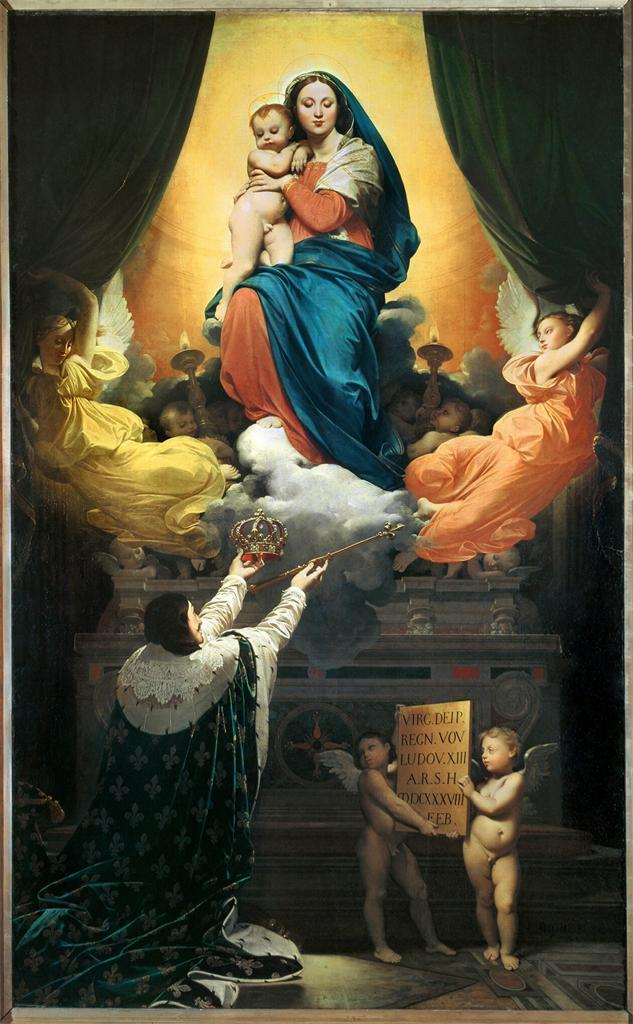 VIRG. DEIP.
REGN. VOV
LUDOV. XIII
A. R. S. H.
DCXXXVIII
FEB.